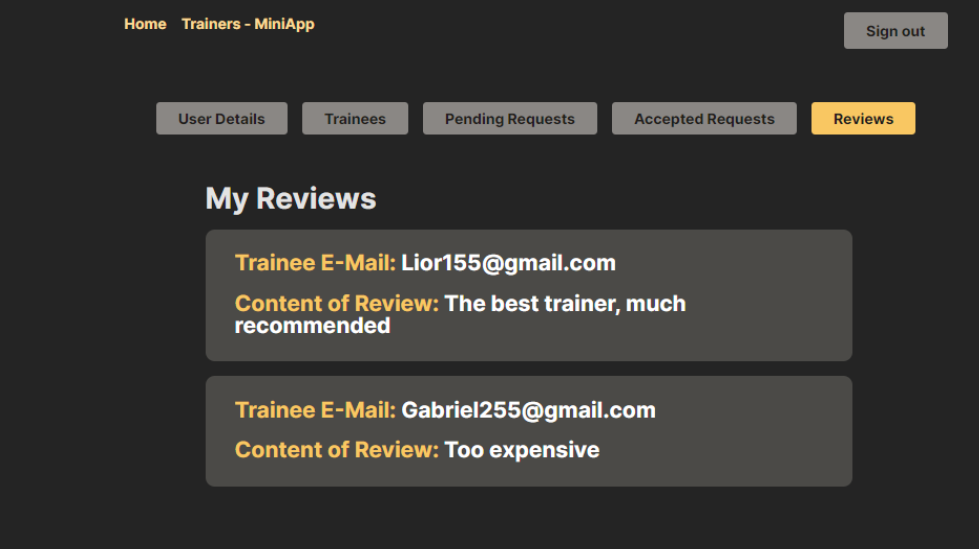 Home Trainers - MiniApp Sign out
User Details Trainees Pending Requests Accepted Requests Reviews
My Reviews
Trainee E-Mail: Lior155@gmail.com
Content of Review: The best trainer, much
recommended
Trainee E-Mail: Gabriel255@gmail.com
Content of Review: Too expensive